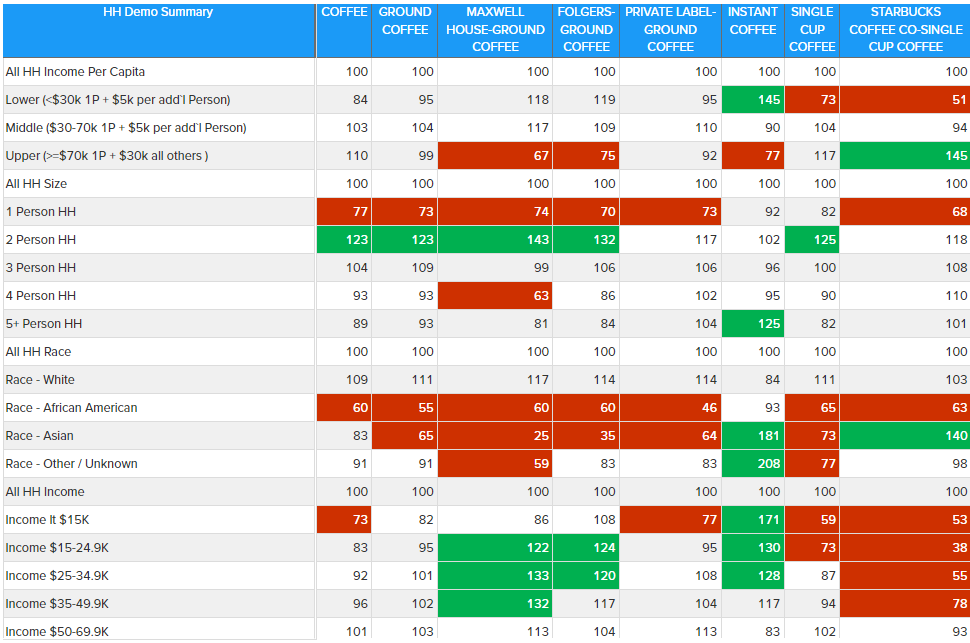 HH Demo Summary COFFEE GROUND COFFEE MAXWELL HOUSE-GROUND COFFEE FOLGERS-GROUND COFFEE PRIVATE LABEL-GROUND COFFEE INSTANT COFFEE SINGLE CUP COFFEE STARBUCKS COFFEE CO-SINGLE CUP COFFEE
All HH Income Per Capita 100 100 100 100 100 100 100 100
Lower (<$30k 1P + $5k per add`l Person) 84 95 118 119 95 145 73 51
Middle ($30-70k 1P + $5k per add`l Person) 103 104 117 109 110 90 104 94
Upper (>=$70k 1P + $30k all others ) 110 99 67 75 92 77 117 145
All HH Size 100 100 100 100 100 100 100 100
1 Person HH 77 73 74 70 73 92 82 68
2 Person HH 123 123 143 132 117 102 125 118
3 Person HH 104 109 99 106 106 96 100 108
4 Person HH 93 93 63 86 102 95 90 110
5+ Person HH 89 93 81 84 104 125 82 101
All HH Race 100 100 100 100 100 100 100 100
Race - White 109 111 117 114 114 84 111 103
Race - African American 60 55 60 60 46 93 65 63
Race - Asian 83 65 25 35 64 181 73 140
Race - Other / Unknown 91 91 59 83 83 208 77 98
All HH Income 100 100 100 100 100 100 100 100
Income lt $15K 73 82 86 108 77 171 59 53
Income $15-24.9K 83 95 122 124 95 130 73 38
Income $25-34.9K 92 101 133 120 108 128 87 55
Income $35-49.9K 96 102 132 117 104 117 94 78
Income $50-69.9K 101 103 113 104 113 83 102 93